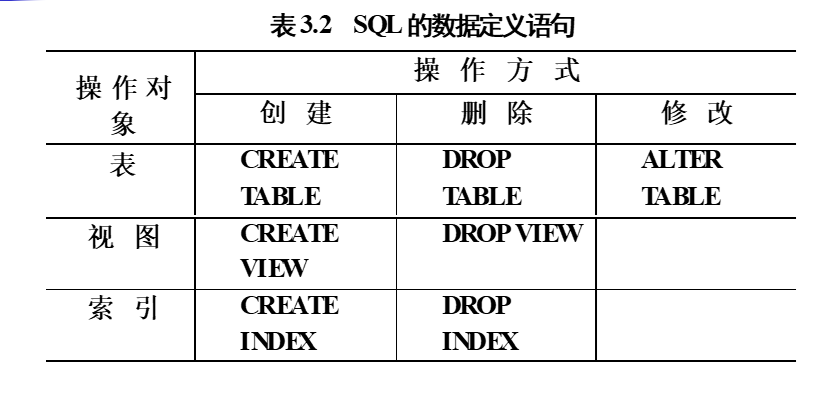 表 3.2 SQL 的数据定义语句
操 作 对象
操 作 方 式
创 建 删 除 修 改
表 CREATE TABLE DROP TABLE ALTER TABLE
视 图 CREATE VIEW DROP VIEW
索 引 CREATE INDEX DROP INDEX